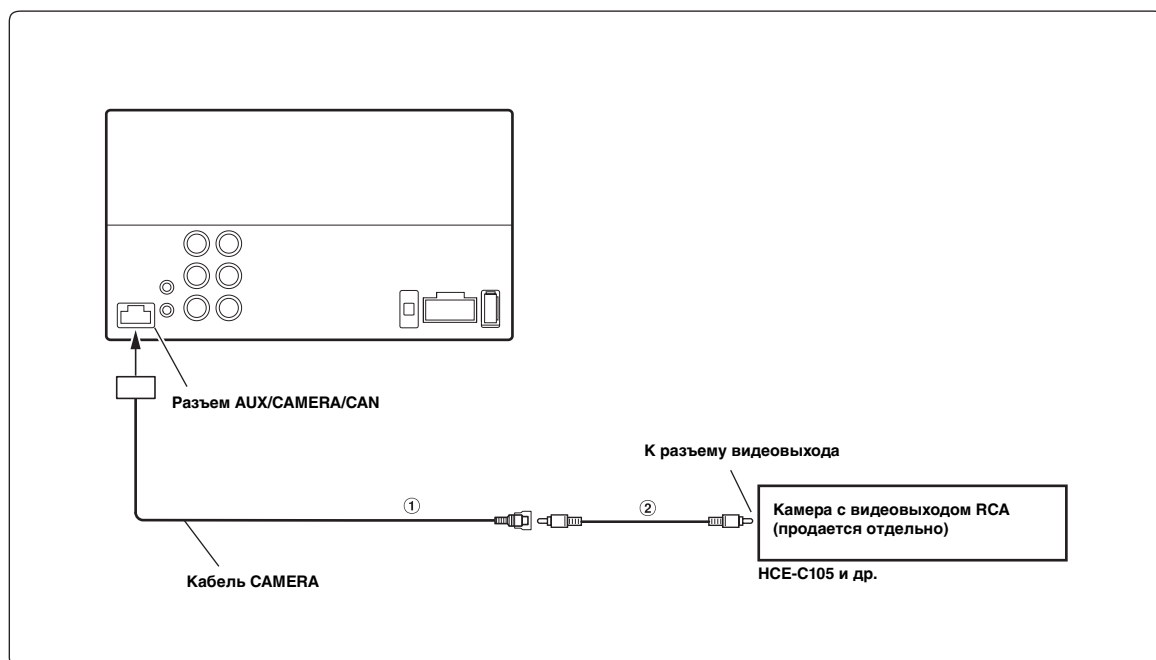 Разъем AUX/CAMERA/CAN
К разъему видеовыхода
①
②
Камера с видеовыходом RCA
(продается отдельно)
Кабель CAMERA
HCE-C105 и др.